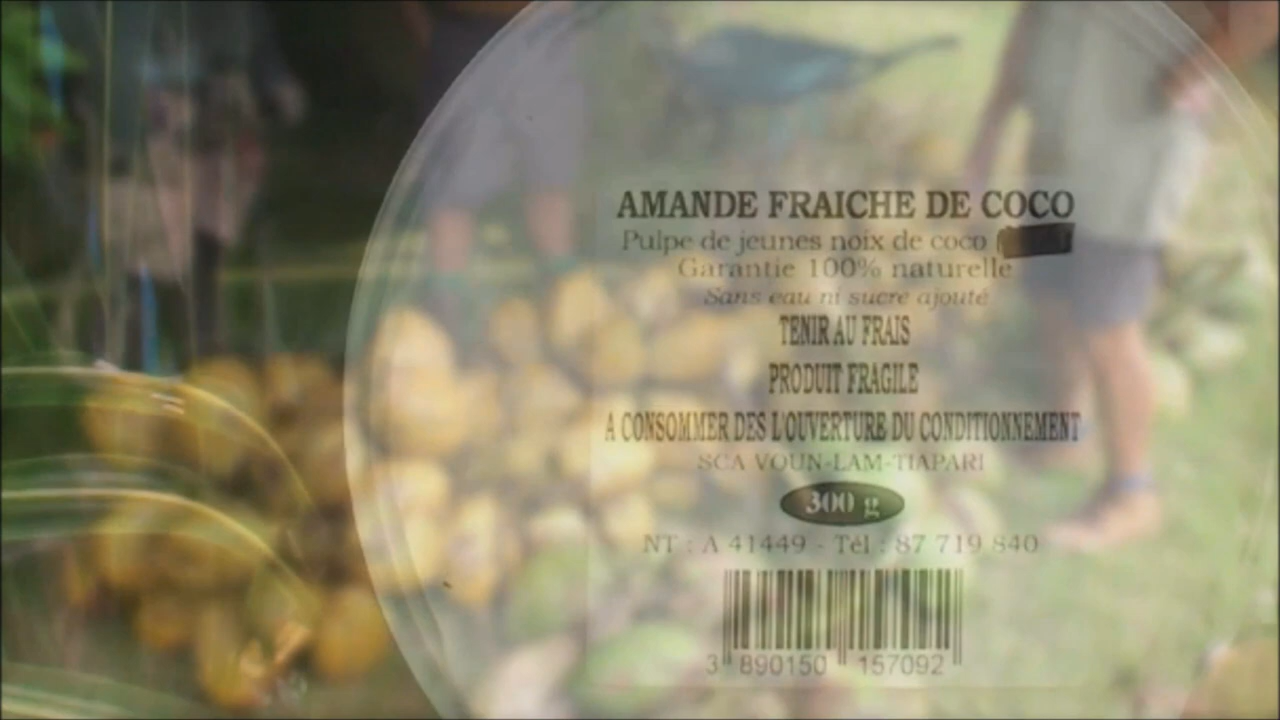 AMANDE FRAICHE DE COCO
Pulpe de jeunes noix de coco
Garantie 100% naturelle
Sans eau ni sucre ajouté
TENIR AU FRAIS
PRODUIT FRAGILE
A CONSOMMER DES L'OUVERTURE DU CONDITIONNEMENT
SCA VOUN-LAM-TIAPARI
300 g
NT : A 41449 - Tél : 87 719 840
3 890150 157092